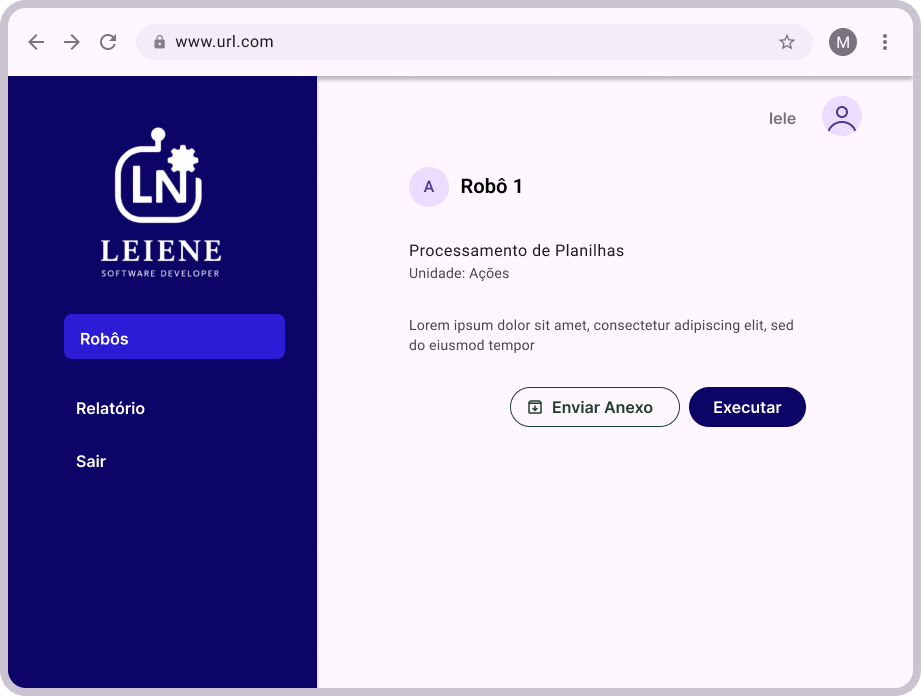 www.url.com
M
LN
LEIENE
SOFTWARE DEVELOPER
Robôs
Relatório
Sair
lele
A
Robô 1
Processamento de Planilhas
Unidade: Ações
Lorem ipsum dolor sit amet, consectetur adipiscing elit, sed
do eiusmod tempor
Enviar Anexo
Executar